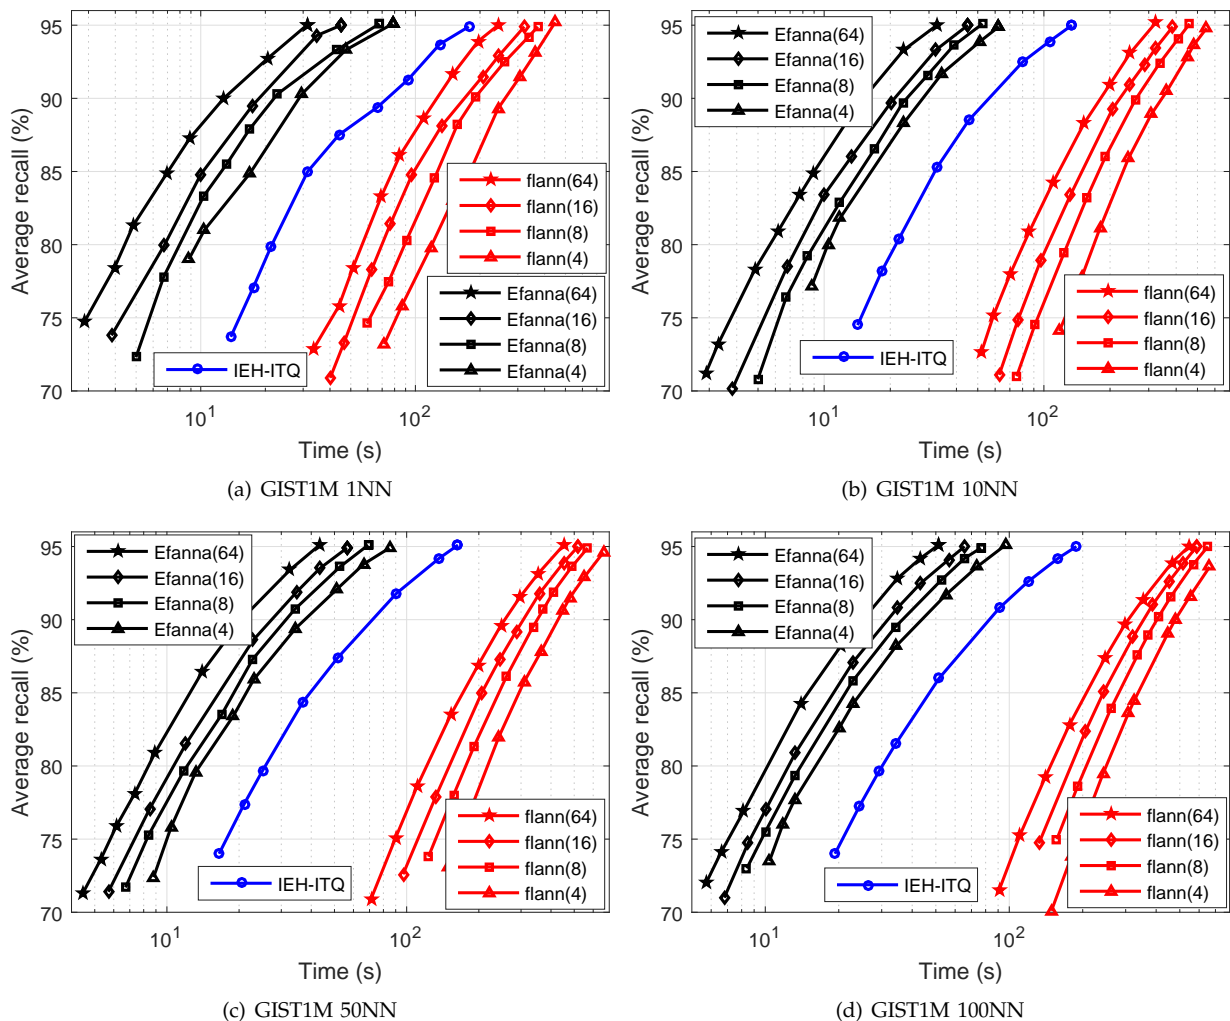 95
90
85
80
75
70
Average recall (%)
10^1
10^2
Time (s)
flann(64)
flann(16)
flann(8)
flann(4)
Efanna(64)
Efanna(16)
Efanna(8)
Efanna(4)
IEH-ITQ
(a) GIST1M 1NN
95
90
85
80
75
70
Average recall (%)
10^1
10^2
Time (s)
Efanna(64)
Efanna(16)
Efanna(8)
Efanna(4)
flann(64)
flann(16)
flann(8)
flann(4)
IEH-ITQ
(b) GIST1M 10NN
95
90
85
80
75
70
Average recall (%)
10^1
10^2
Time (s)
Efanna(64)
Efanna(16)
Efanna(8)
Efanna(4)
flann(64)
flann(16)
flann(8)
flann(4)
IEH-ITQ
(c) GIST1M 50NN
95
90
85
80
75
70
Average recall (%)
10^1
10^2
Time (s)
Efanna(64)
Efanna(16)
Efanna(8)
Efanna(4)
flann(64)
flann(16)
flann(8)
flann(4)
IEH-ITQ
(d) GIST1M 100NN